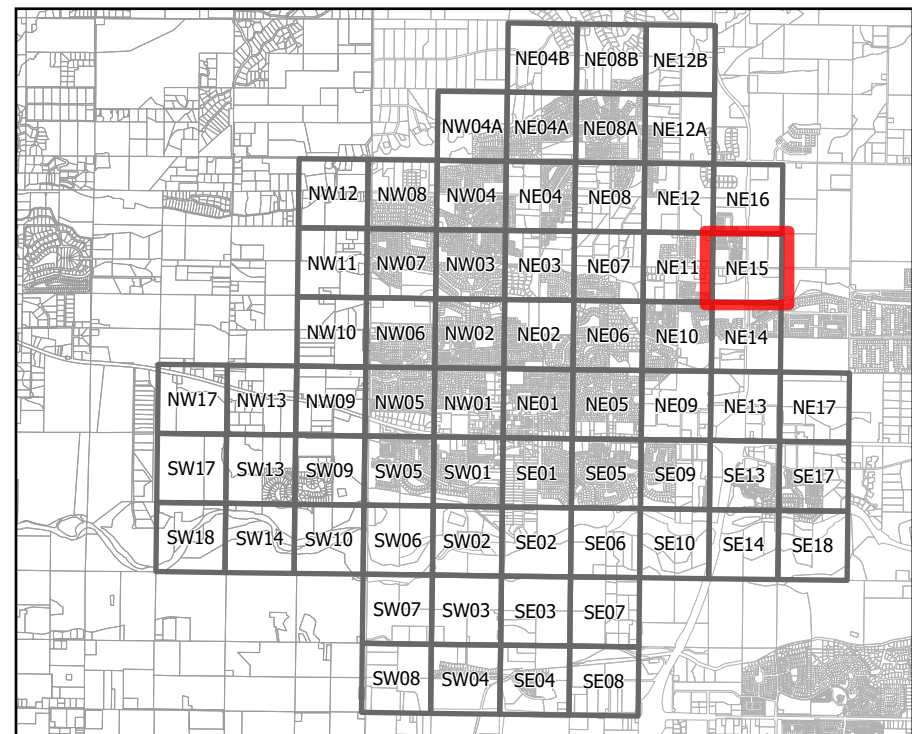 NE04B NE08B NE12B
NW04A NE04A NE08A NE12A
NW12 NW08 NW04 NE04 NE08 NE12 NE16
NW11 NW07 NW03 NE03 NE07 NE11 NE15
NW10 NW06 NW02 NE02 NE06 NE10 NE14
NW17 NW13 NW09 NW05 NW01 NE01 NE05 NE09 NE13 NE17
SW17 SW13 SW09 SW05 SW01 SE01 SE05 SE09 SE13 SE17
SW18 SW14 SW10 SW06 SW02 SE02 SE06 SE10 SE14 SE18
SW07 SW03 SE03 SE07
SW08 SW04 SE04 SE08